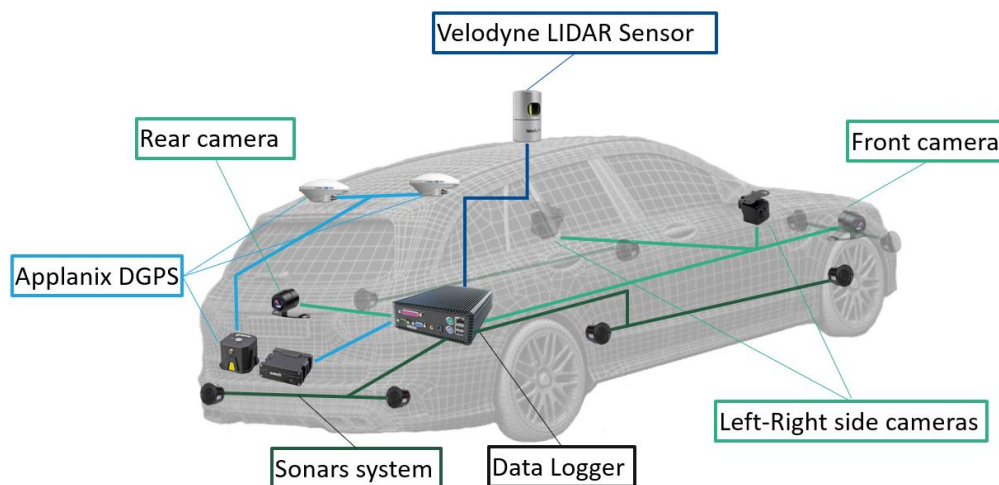 Velodyne LIDAR Sensor
Rear camera
Front camera
Applanix DGPS
Left-Right side cameras
Sonars system
Data Logger